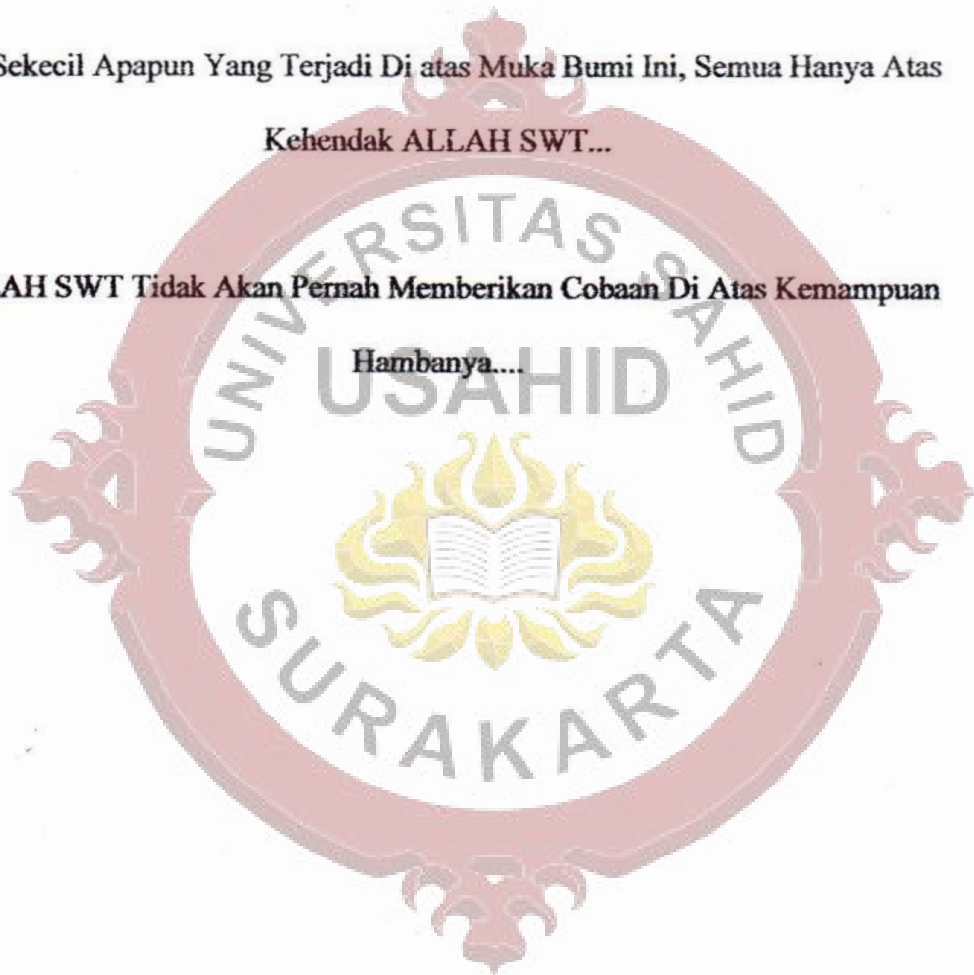 Sekecil Apapun Yang Terjadi Di atas Muka Bumi Ini, Semua Hanya Atas
Kehendak ALLAH SWT...
UNIVERSITAS SAHID
AH SWT Tidak Akan Pernah Memberikan Cobaan Di Atas Kemampuan
Hambanya....
USAHID
SURAKARTA